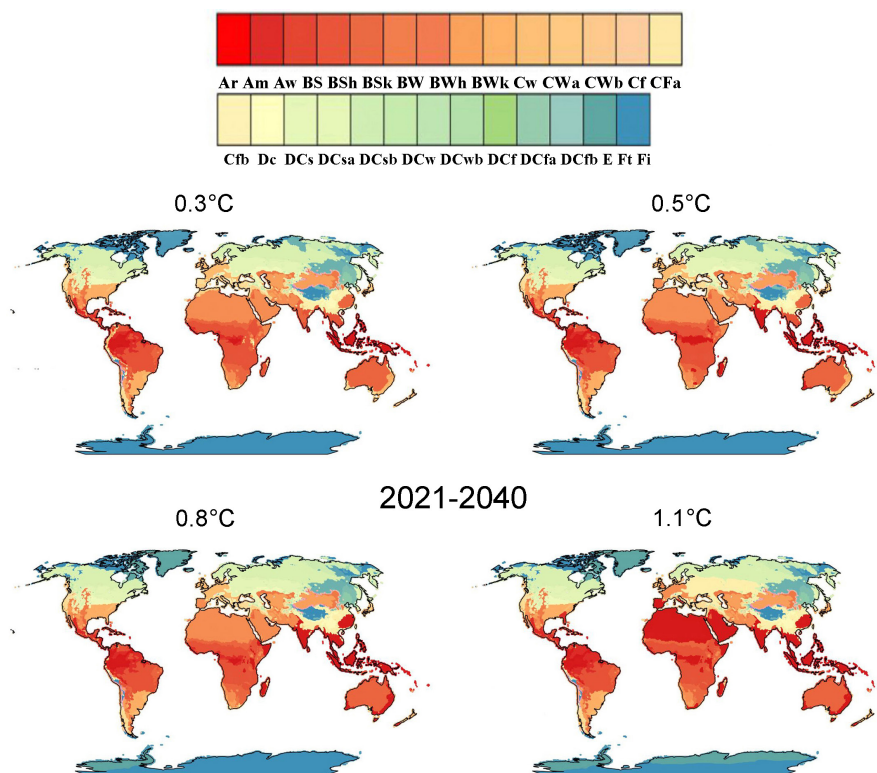 Ar Am Aw BS BSh BSk BW BWh BWk Cw CWa CWb Cf CFa
Cfb Dc DCs DCsa DCsb DCw DCwb DCf DCfa DCfb E Ft Fi
0.3°C 0.5°C
2021-2040
0.8°C 1.1°C